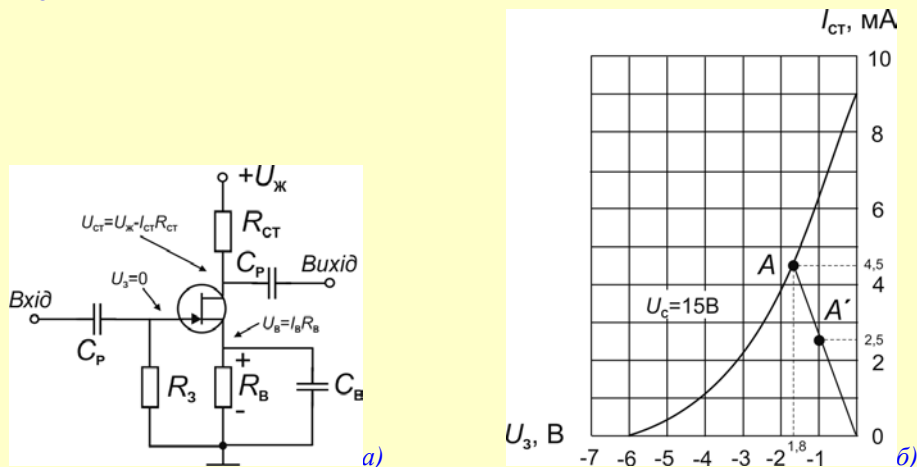 +Uж
Uст=Uж-IстRст
Rст
Cр
Вихід
Uз=0
Вхід
Uв=IвRв
Cр
+
Rз
Rв
Cв
-
а)
Iст, мА
10
8
6
A
4,5
4
Uс=15В
A′
2,5
2
Uз, В
0
-7 -6 -5 -4 -3 -2 1,8 -1
б)